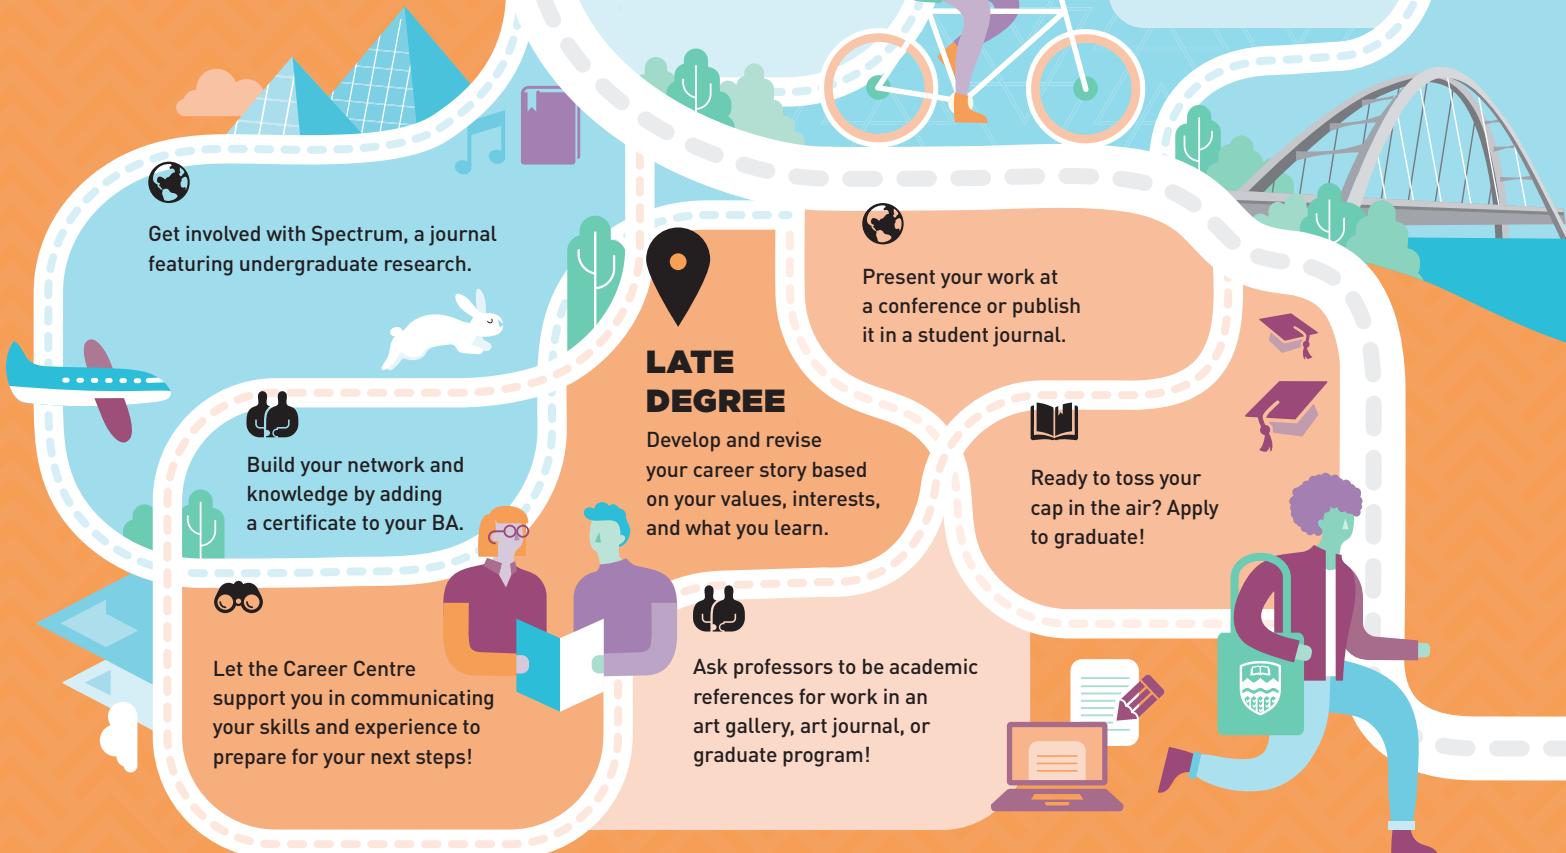 Get involved with Spectrum, a journal
featuring undergraduate research.
Build your network and
knowledge by adding
a certificate to your BA.
Let the Career Centre
support you in communicating
your skills and experience to
prepare for your next steps!
LATE
DEGREE
Develop and revise
your career story based
on your values, interests,
and what you learn.
Ask professors to be academic
references for work in an
art gallery, art journal, or
graduate program!
Present your work at
a conference or publish
it in a student journal.
Ready to toss your
cap in the air? Apply
to graduate!